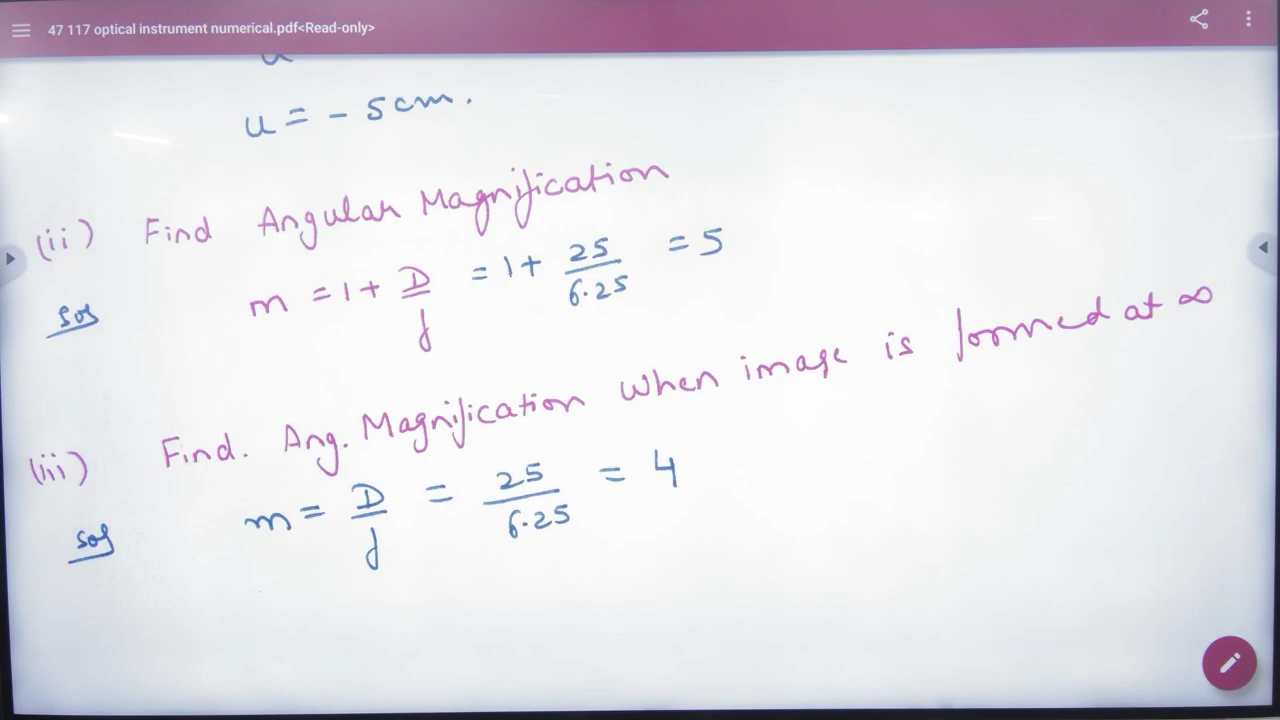 47 117 optical instrument numerical.pdf<Read-only>
u
u = - 5cm.
(ii) Find Angular Magnification
Sol m = 1 + D/f = 1 + 25/6.25 = 5
(iii) Find. Ang. Magnification When image is formed at ∞
Sol m = D/f = 25/6.25 = 4